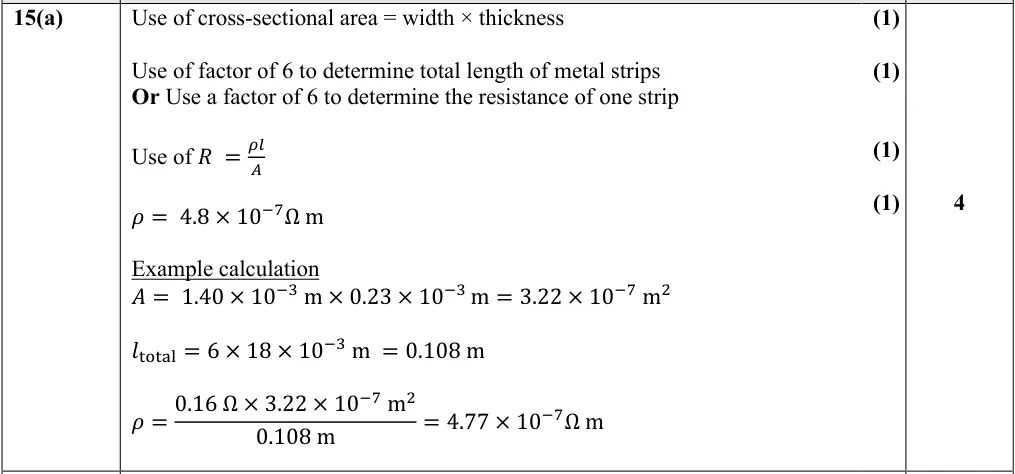 15(a) Use of cross-sectional area = width × thickness (1)
Use of factor of 6 to determine total length of metal strips (1)
Or Use a factor of 6 to determine the resistance of one strip
Use of R = ρl/A (1)
ρ = 4.8 × 10⁻⁷Ω m (1) 4
Example calculation
A = 1.40 × 10⁻³ m × 0.23 × 10⁻³ m = 3.22 × 10⁻⁷ m²
l_total = 6 × 18 × 10⁻³ m = 0.108 m
ρ = (0.16 Ω × 3.22 × 10⁻⁷ m²)/(0.108 m) = 4.77 × 10⁻⁷Ω m